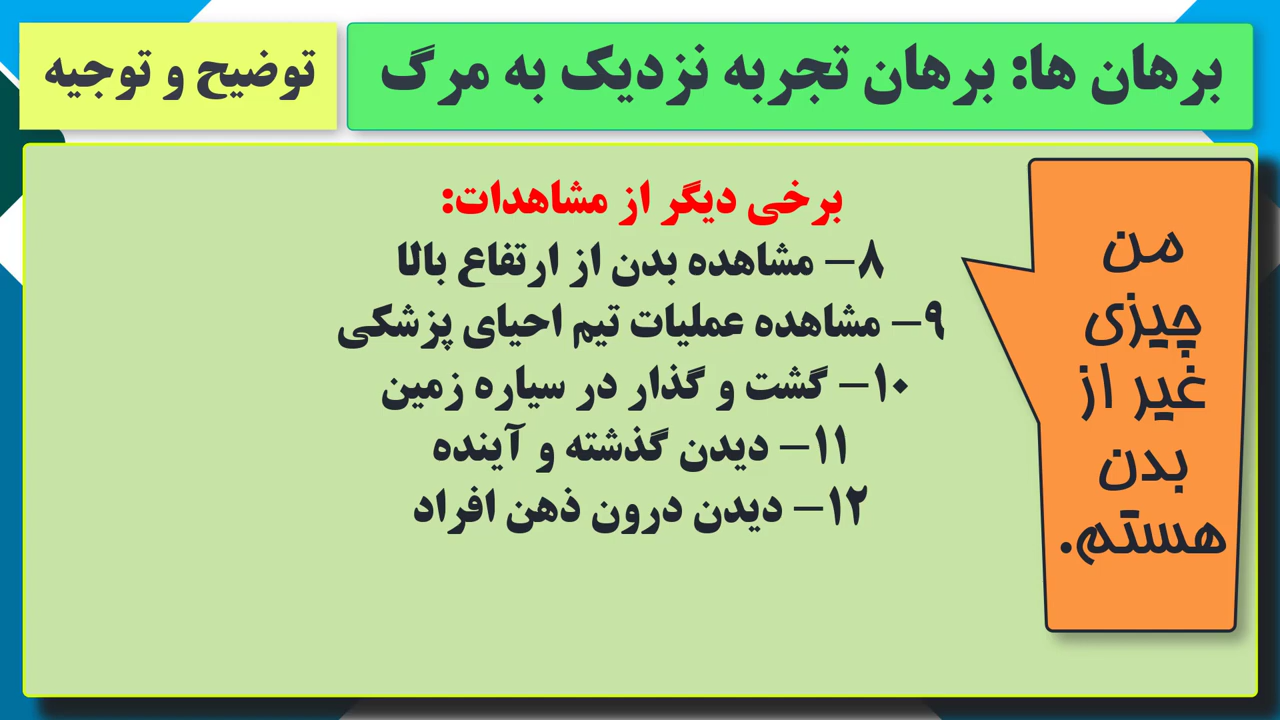 برهان ها: برهان تجربه نزدیک به مرگ
توضیح و توجیه
برخی دیگر از مشاهدات:
۸- مشاهده بدن از ارتفاع بالا
۹- مشاهده عملیات تیم احیای پزشکی
۱۰- گشت و گذار در سیاره زمین
۱۱- دیدن گذشته و آینده
۱۲- دیدن درون ذهن افراد
من
چیزی
غیر از
بدن
هستم.